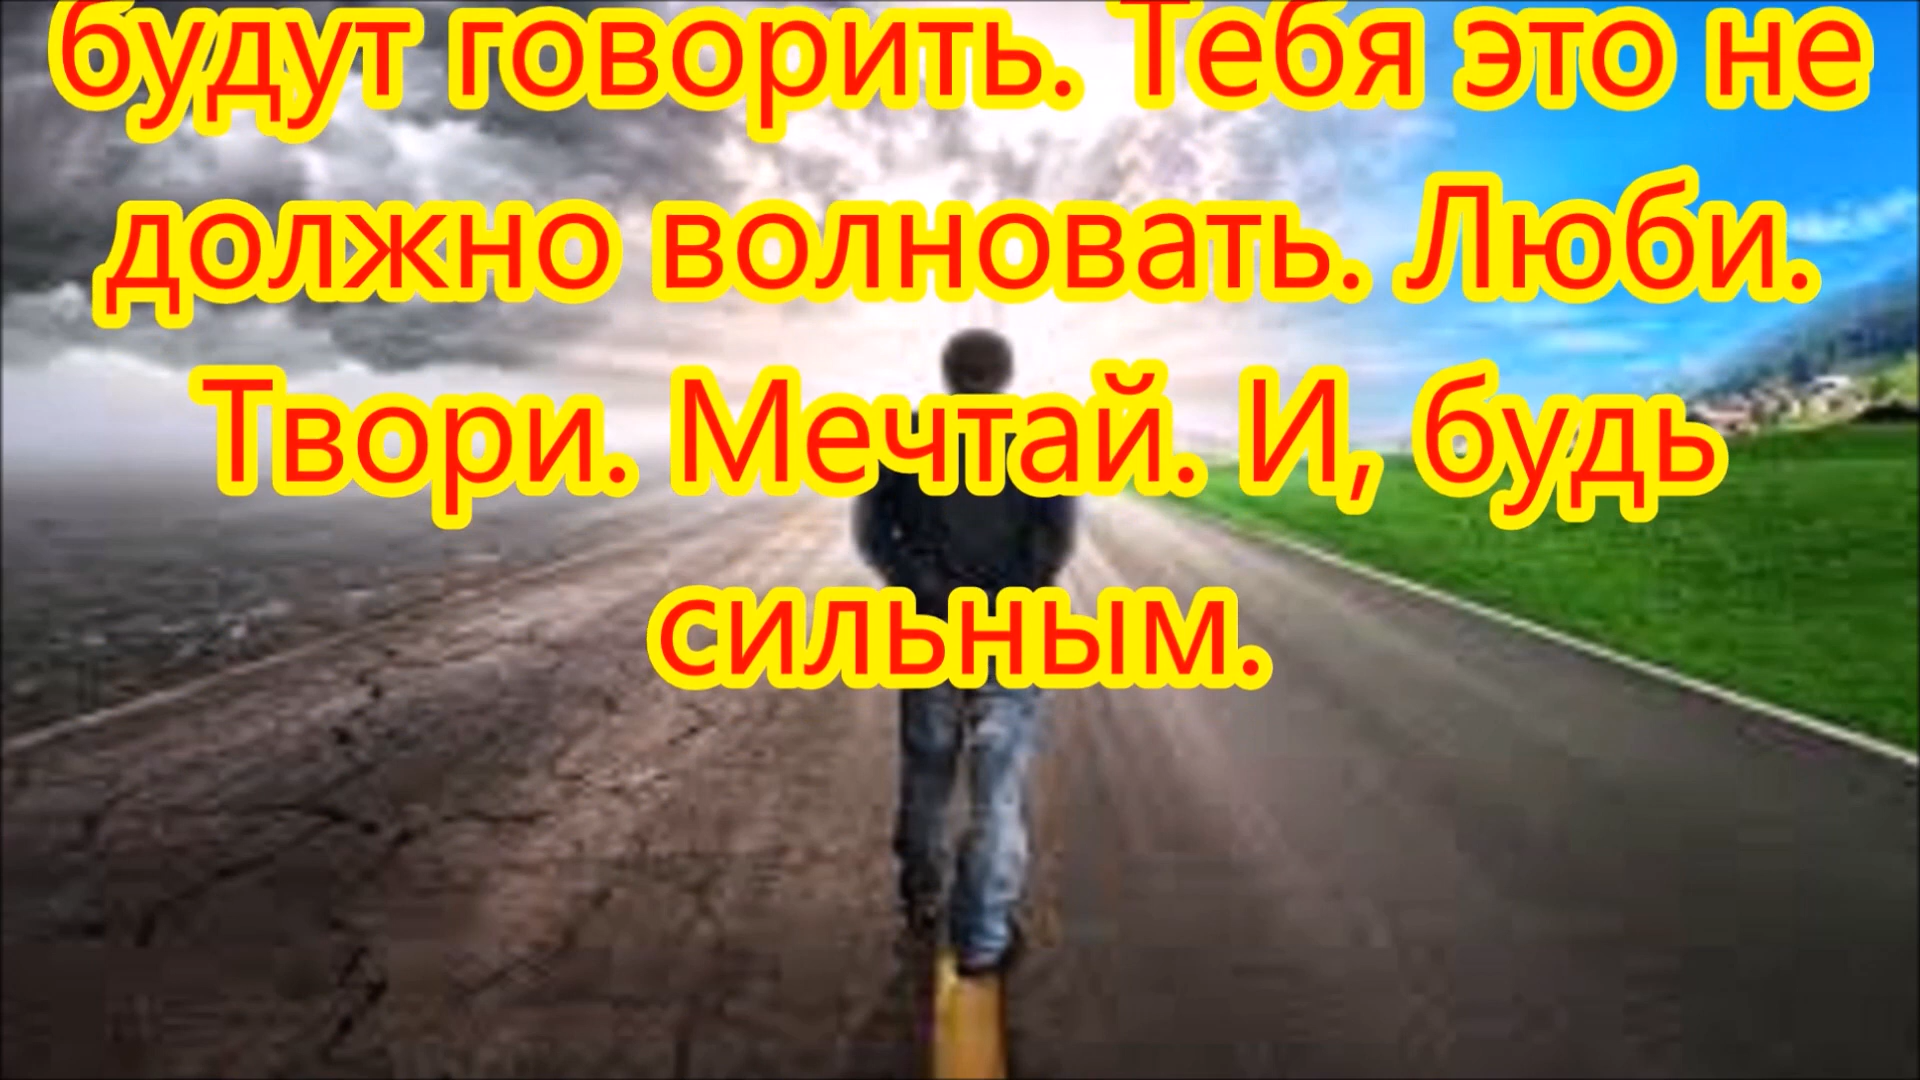 будут говорить. Тебя это не
должно волновать. Люби.
Твори. Мечтай. И, будь
сильным.